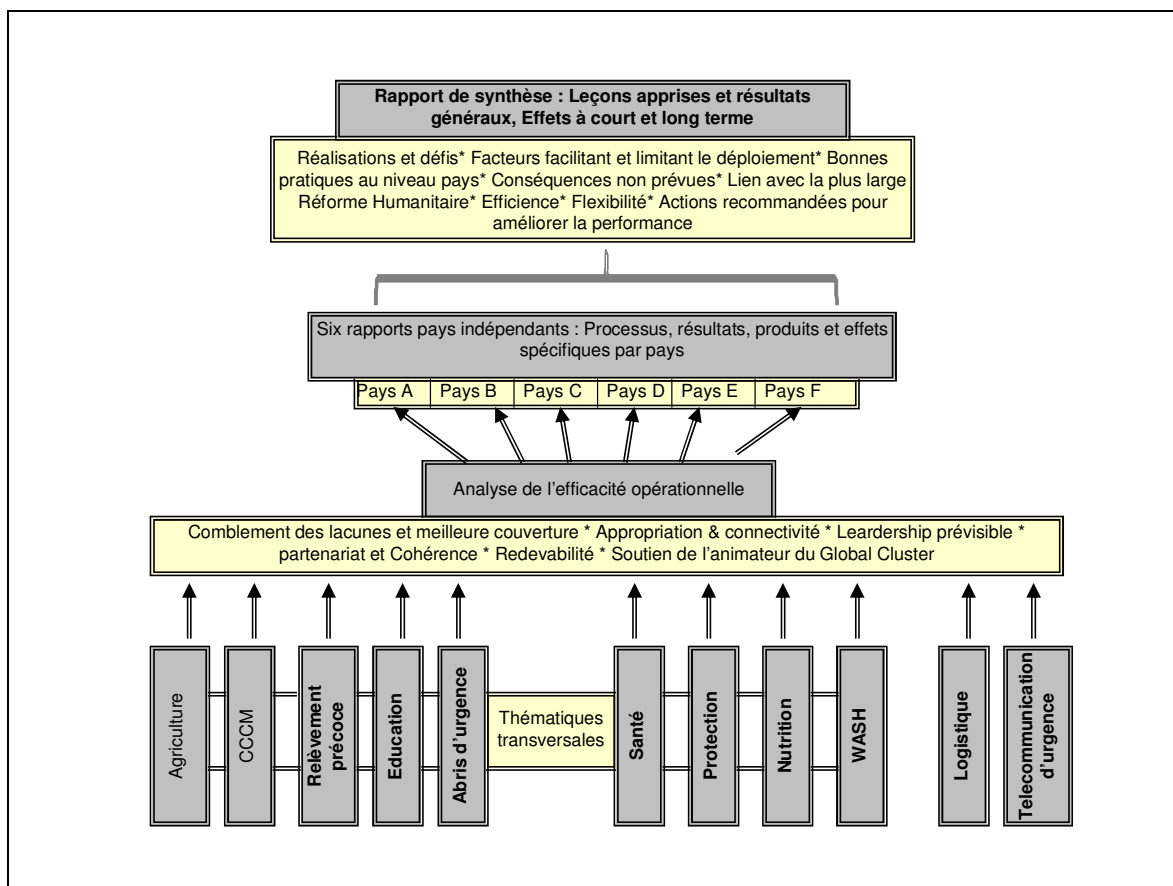 Rapport de synthèse : Leçons apprises et résultats
généraux, Effets à court et long terme
Réalisations et défis* Facteurs facilitant et limitant le déploiement* Bonnes
pratiques au niveau pays* Conséquences non prévues* Lien avec la plus large
Réforme Humanitaire* Efficience* Flexibilité* Actions recommandées pour
améliorer la performance
Six rapports pays indépendants : Processus, résultats, produits et effets
spécifiques par pays
Pays A
Pays B
Pays C
Pays D
Pays E
Pays F
Analyse de l’efficacité opérationnelle
Comblement des lacunes et meilleure couverture * Appropriation & connectivité * Leardership prévisible *
partenariat et Cohérence * Redevabilité * Soutien de l’animateur du Global Cluster
Agriculture
CCCM
Relèvement
précoce
Education
Abris d’urgence
Thématiques
transversales
Santé
Protection
Nutrition
WASH
Logistique
Telecommunication
d’urgence